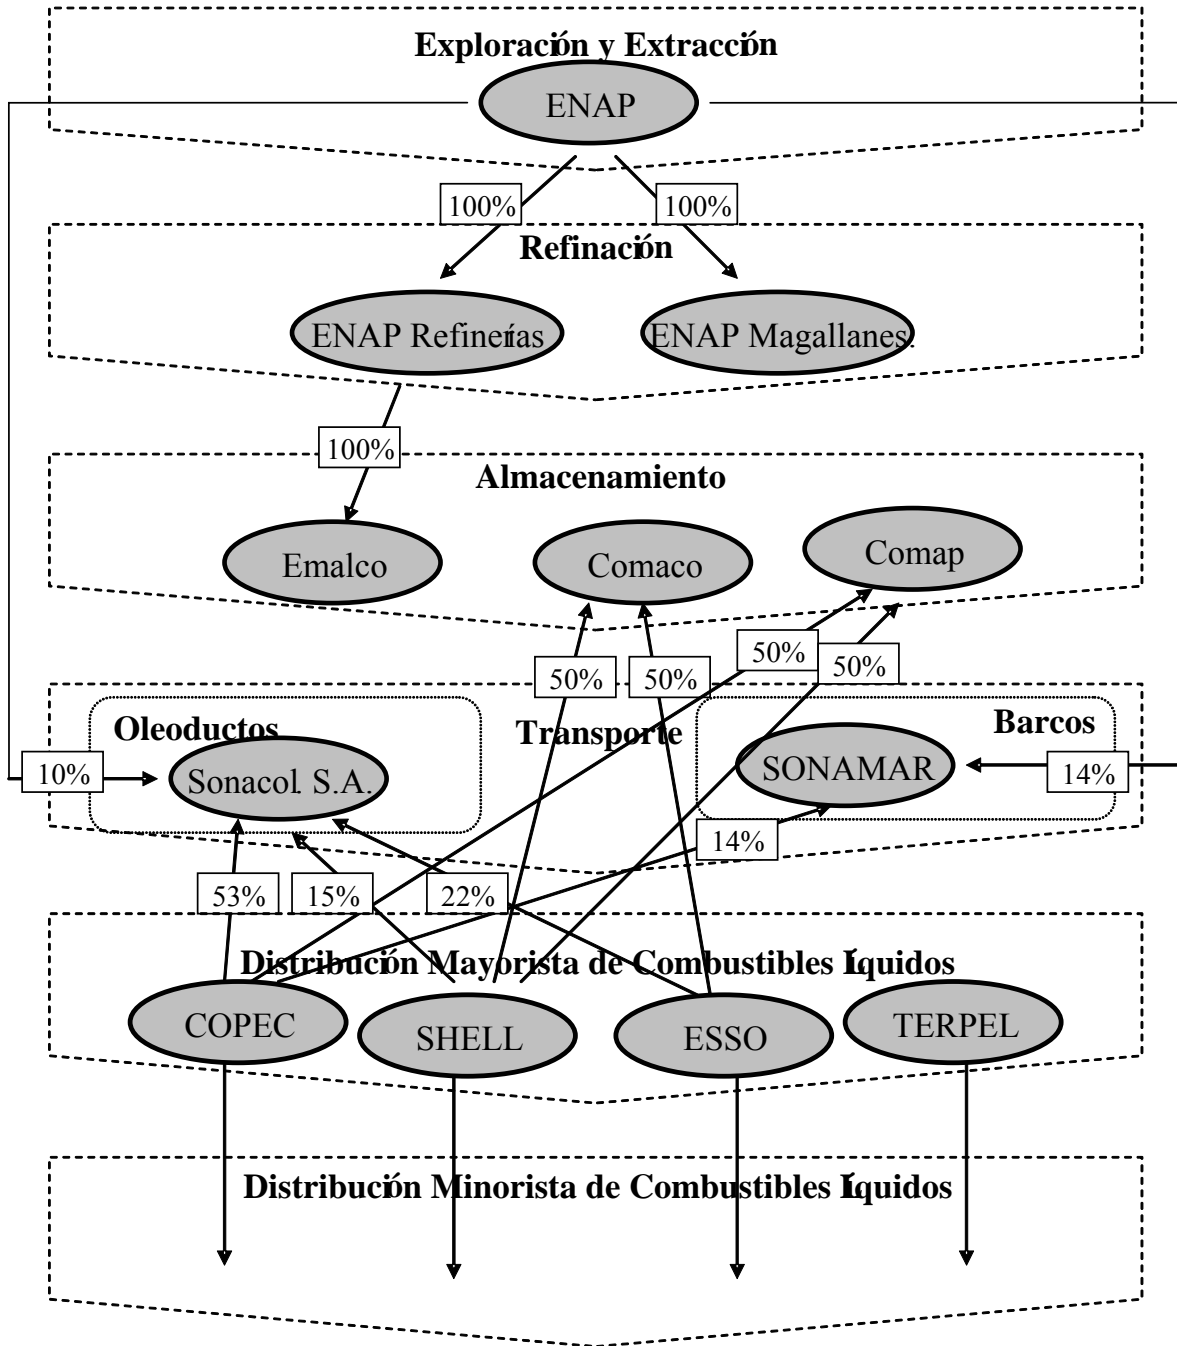 Exploración y Extracción
ENAP
100%
100%
Refinación
ENAP Refinerías
ENAP Magallanes.
100%
Almacenamiento
Emalco
Comaco
Comap
50%
50%
50%
50%
Oleoductos
Transporte
Barcos
10%
Sonacol. S.A.
SONAMAR
14%
14%
53%
15%
22%
Distribución Mayorista de Combustibles Líquidos
COPEC
SHELL
ESSO
TERPEL
Distribución Minorista de Combustibles Líquidos